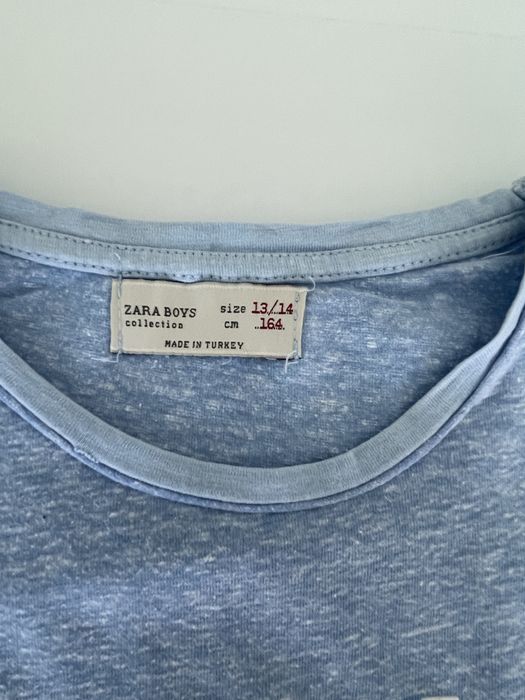 ZARA BOYS size 13/14
collection cm 164
MADE IN TURKEY